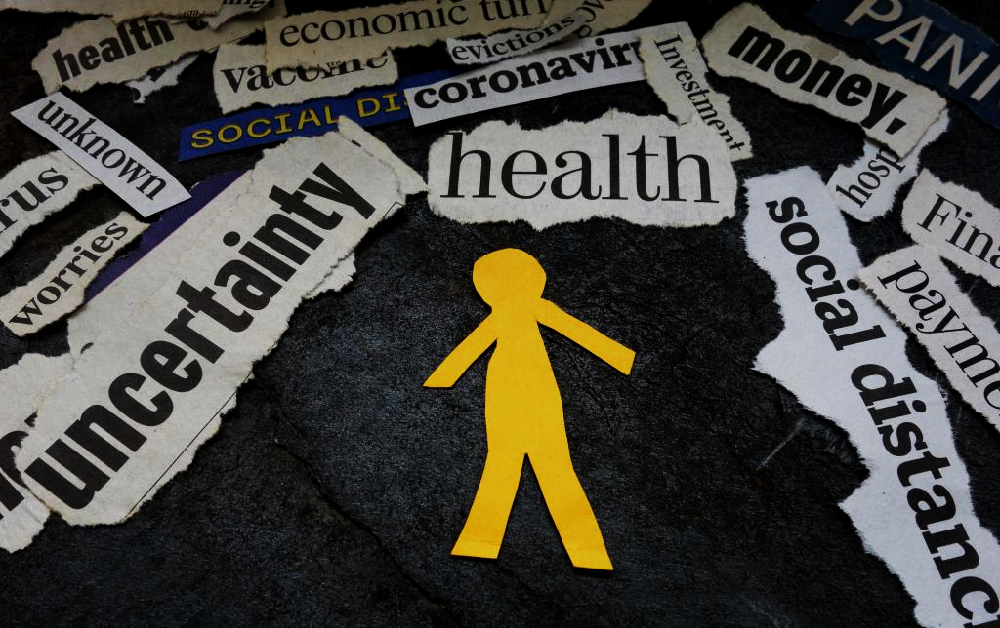 health
economic tur
evictions
vaccine
coronavir
SOCIAL DIS
Investment
money,
PANI
unknown
health
hosp
rus
worries
uncertainty
social distanc
Fina
payme